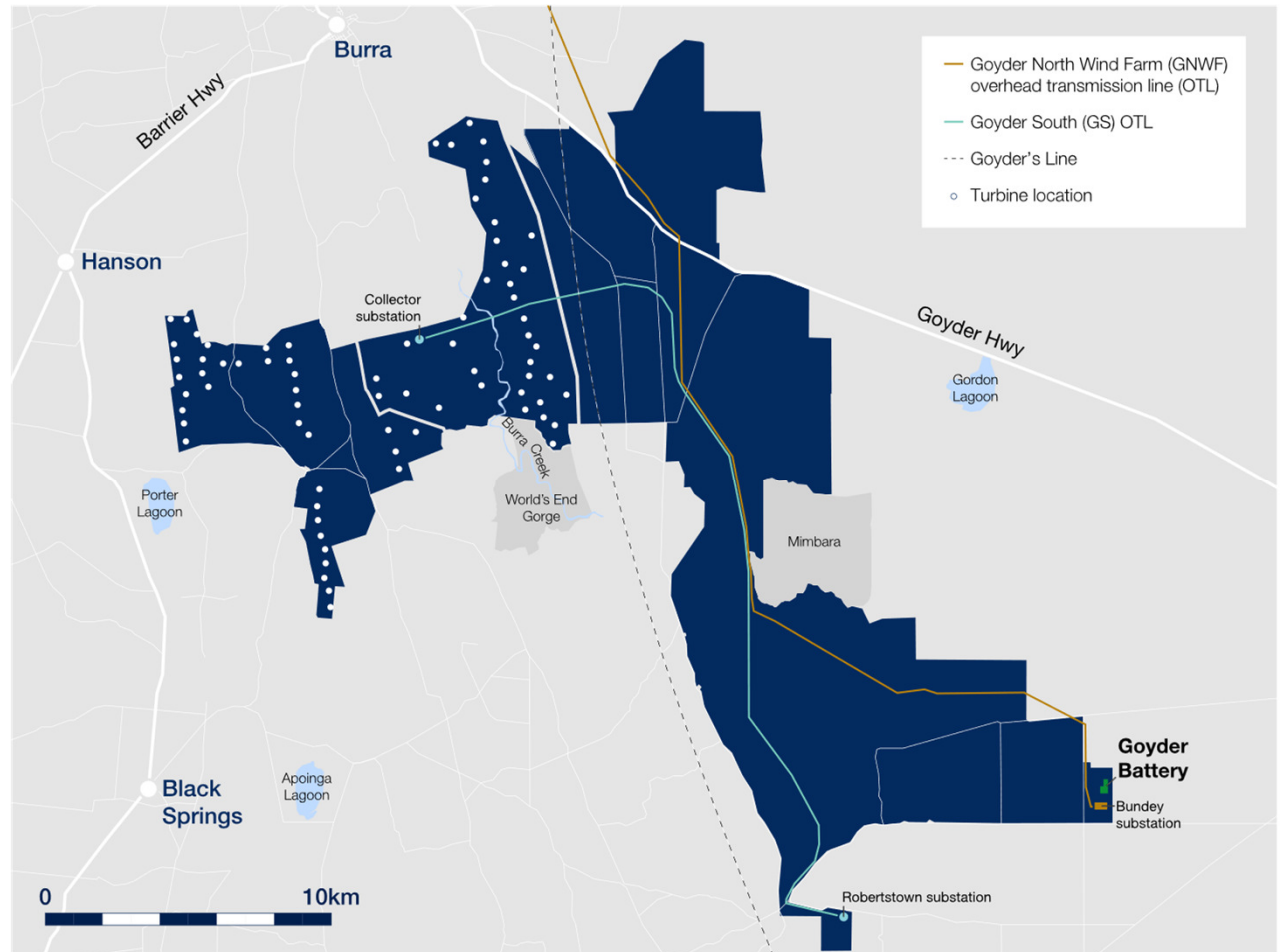 Burra
Barrier Hwy
Goyder North Wind Farm (GNWF)
overhead transmission line (OTL)
Goyder South (GS) OTL
Goyder's Line
Turbine location
Hanson
Collector
substation
Goyder Hwy
Gordon
Lagoon
Burra Creek
Porter
Lagoon
World's End
Gorge
Mimbara
Goyder
Battery
Black
Springs
Apoinga
Lagoon
Bundey
substation
Robertstown substation
0 10km